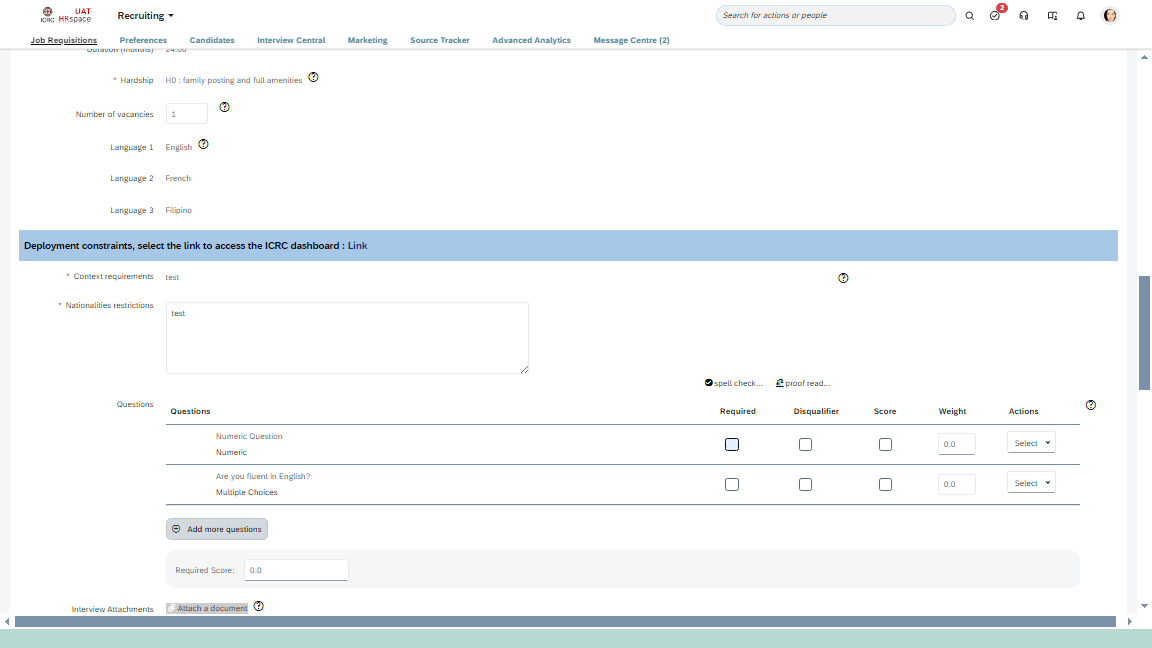 ICRC UAT HRspace Recruiting Search for actions or people 2
Job Requisitions Preferences Candidates Interview Central Marketing Source Tracker Advanced Analytics Message Centre (2)
Duration (months) 24.00
* Hardship H0 : family posting and full amenities
Number of vacancies 1
Language 1 English
Language 2 French
Language 3 Filipino
Deployment constraints, select the link to access the ICRC dashboard : Link
* Context requirements test
* Nationalities restrictions test
spell check... proof read...
Questions
Questions Required Disqualifier Score Weight Actions
Numeric Question
Numeric 0.0 Select
Are you fluent in English?
Multiple Choices 0.0 Select
Add more questions
Required Score: 0.0
Interview Attachments Attach a document